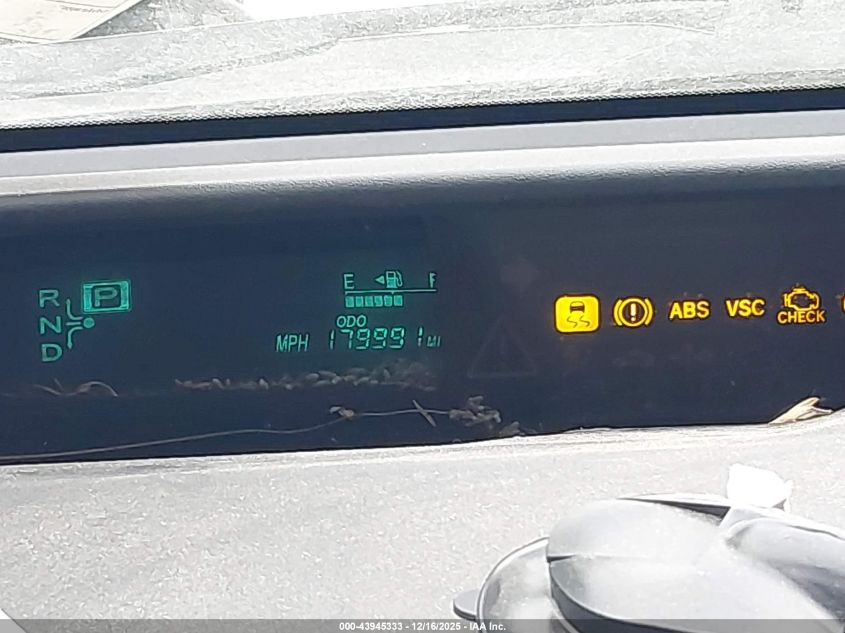 E F
R P
N
D
ODO
MPH 179991 MI
ABS VSC CHECK
000-43945333 - 12/16/2025 - IAA Inc.